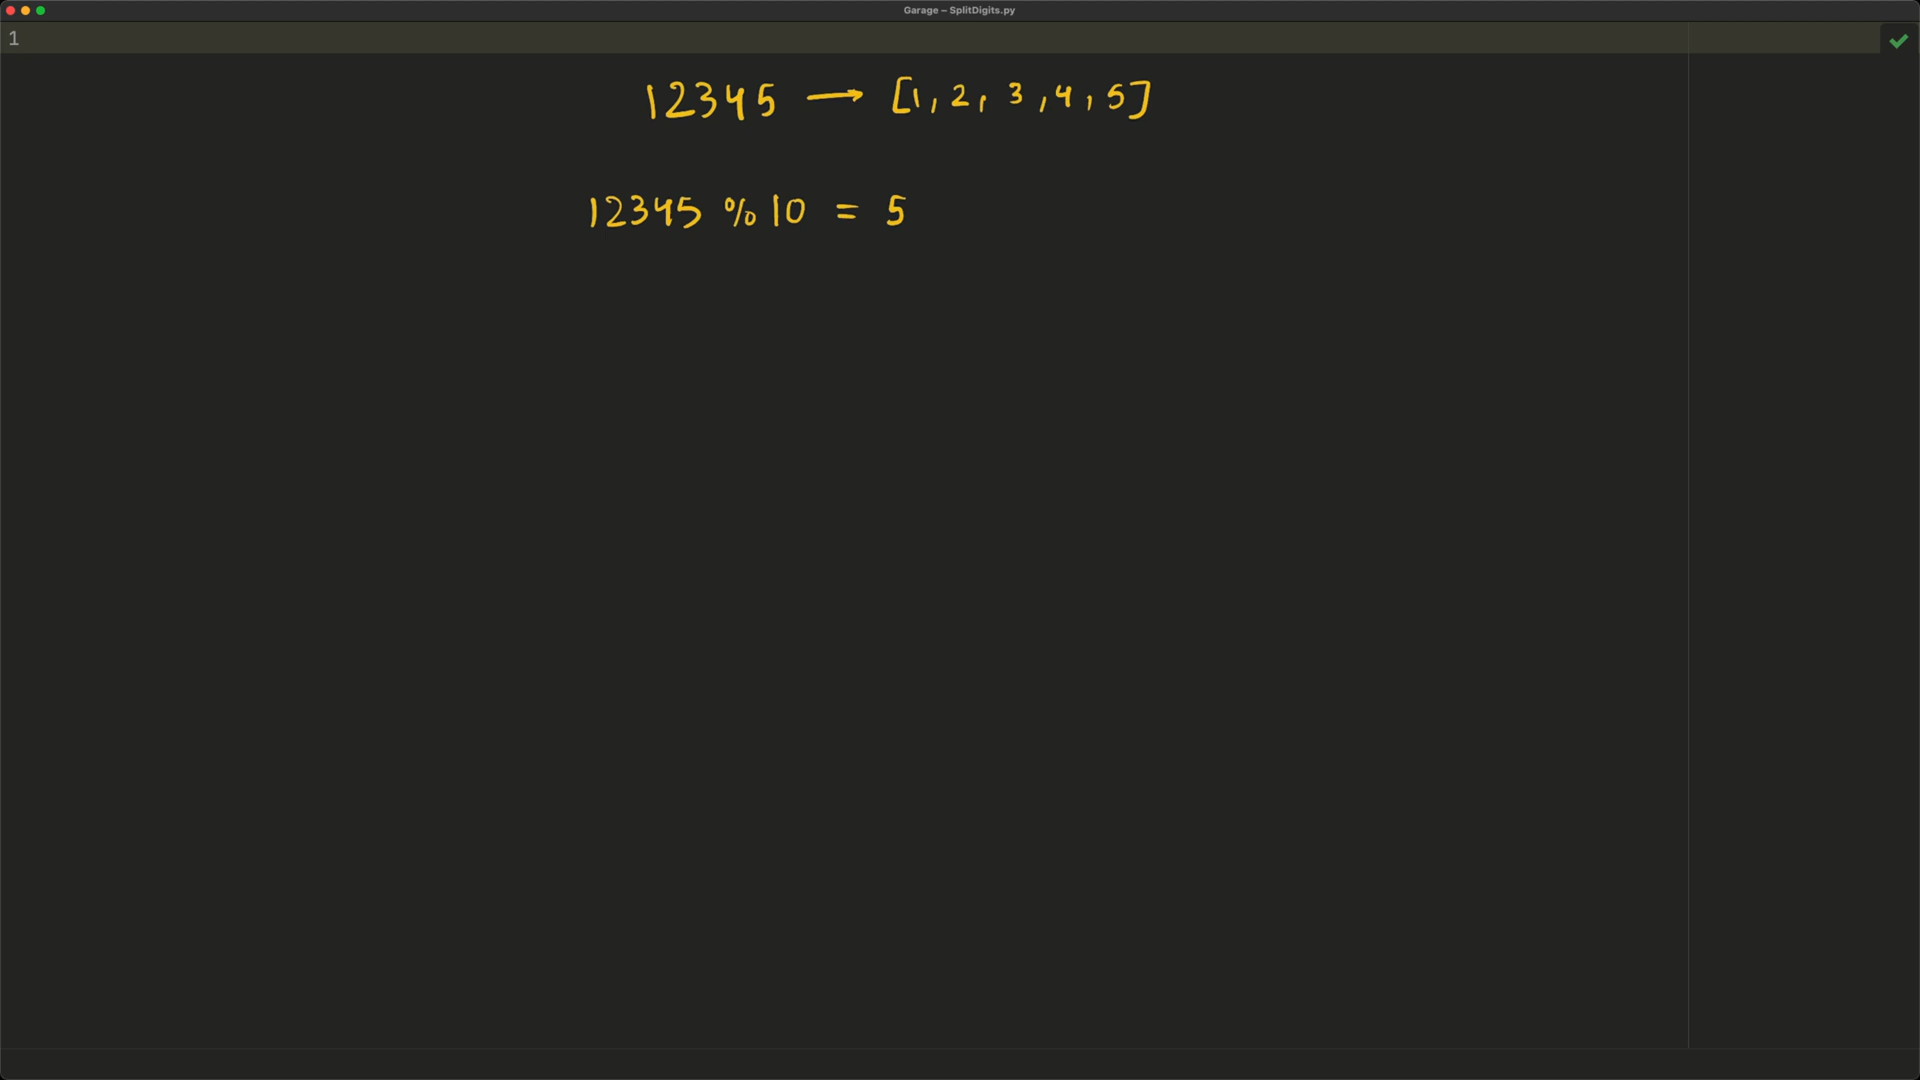 Garage – SplitDigits.py
1
12345 → [1, 2, 3, 4, 5]
12345 % 10 = 5